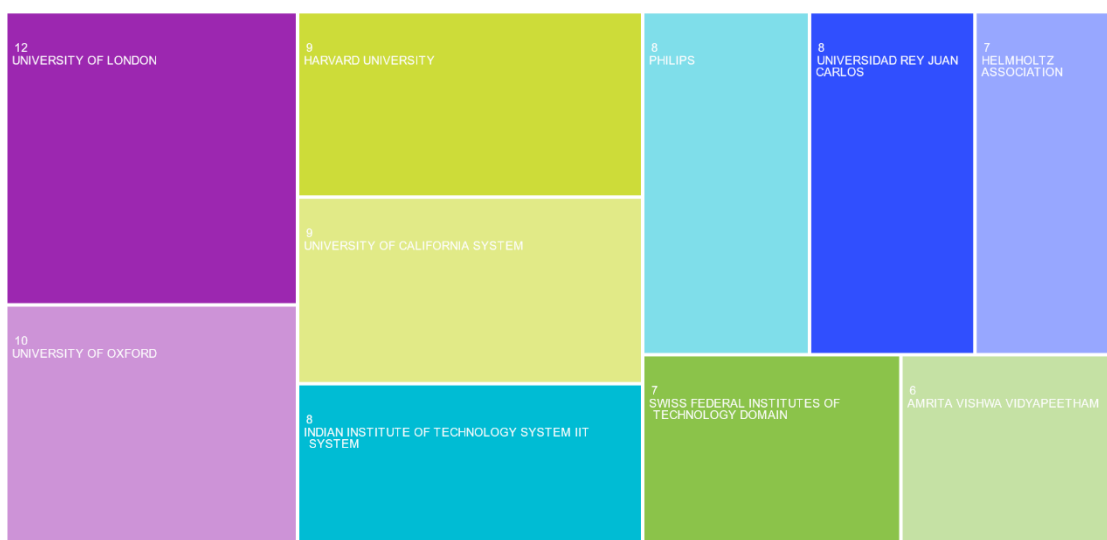 12
UNIVERSITY OF LONDON
10
UNIVERSITY OF OXFORD
9
HARVARD UNIVERSITY
9
UNIVERSITY OF CALIFORNIA SYSTEM
8
INDIAN INSTITUTE OF TECHNOLOGY SYSTEM IIT
SYSTEM
8
PHILIPS
8
UNIVERSIDAD REY JUAN
CARLOS
7
HELMHOLTZ
ASSOCIATION
7
SWISS FEDERAL INSTITUTES OF
TECHNOLOGY DOMAIN
6
AMRITA VISHWA VIDYAPEETHAM